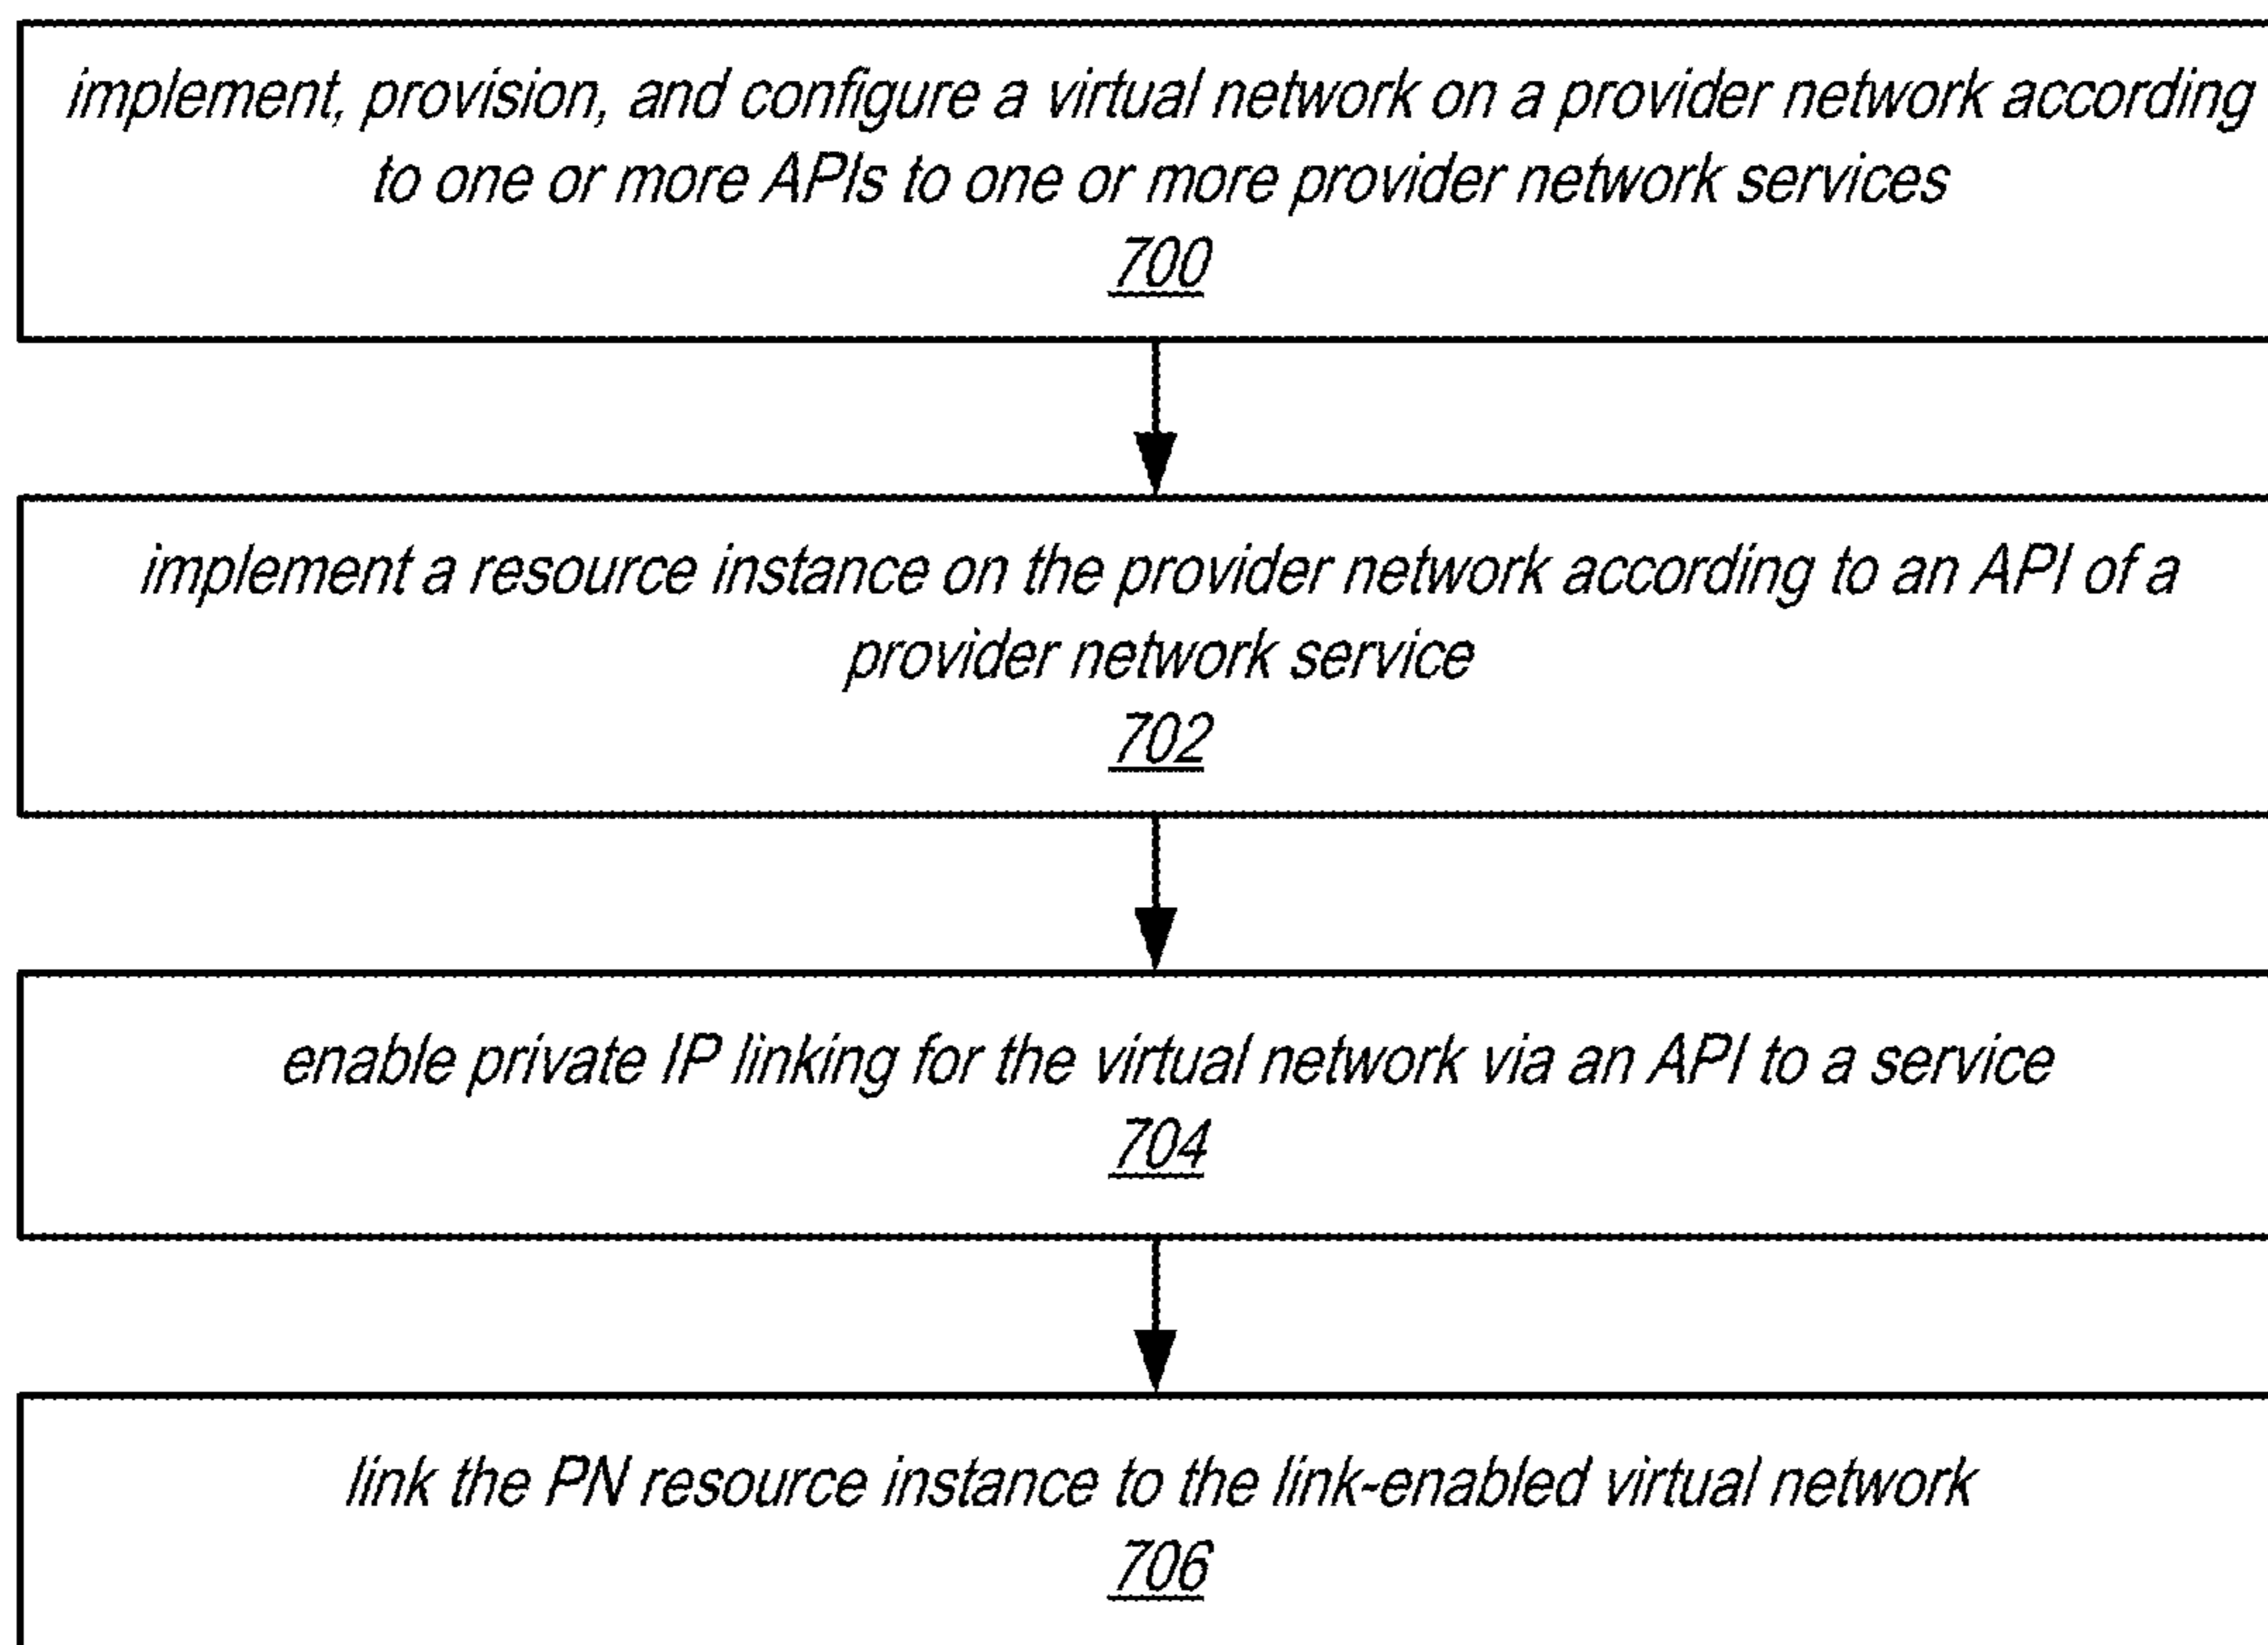 implement, provision, and configure a virtual network on a provider network according
to one or more APIs to one or more provider network services
700
implement a resource instance on the provider network according to an API of a
provider network service
702
enable private IP linking for the virtual network via an API to a service
704
link the PN resource instance to the link-enabled virtual network
706